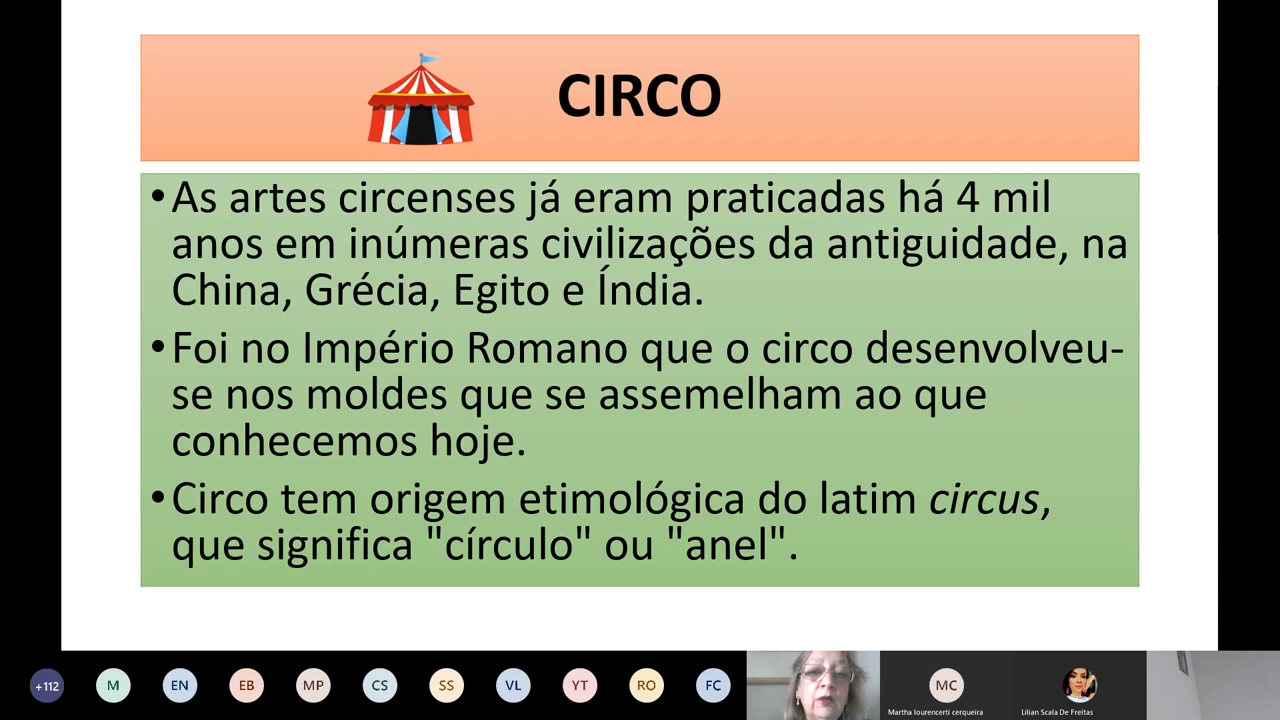 CIRCO
•As artes circenses já eram praticadas há 4 mil
anos em inúmeras civilizações da antiguidade, na
China, Grécia, Egito e Índia.
•Foi no Império Romano que o circo desenvolveu-
se nos moldes que se assemelham ao que
conhecemos hoje.
•Circo tem origem etimológica do latim circus,
que significa "círculo" ou "anel".
+112 M EN EB MP CS SS VL YT RO FC MC
Martha lourencerti cerqueira Lilian Scala De Freitas